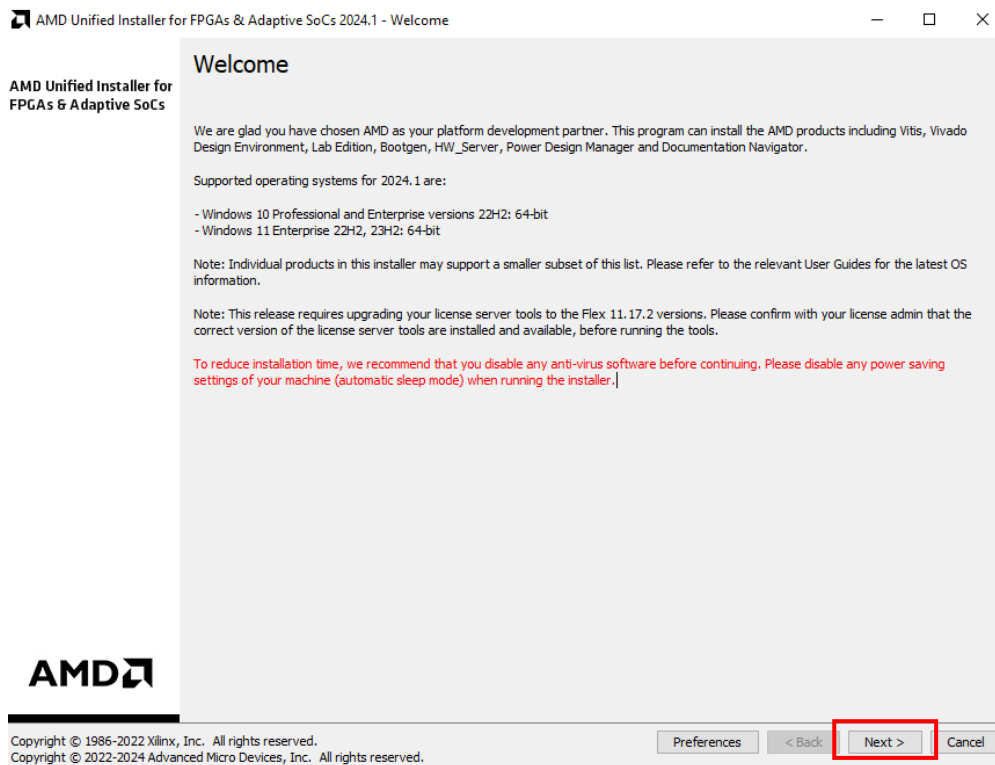 AMD Unified Installer for FPGAs & Adaptive SoCs 2024.1 - Welcome
AMD Unified Installer for
FPGAs & Adaptive SoCs
Welcome
We are glad you have chosen AMD as your platform development partner. This program can install the AMD products including Vitis, Vivado
Design Environment, Lab Edition, Bootgen, HW_Server, Power Design Manager and Documentation Navigator.
Supported operating systems for 2024.1 are:
- Windows 10 Professional and Enterprise versions 22H2: 64-bit
- Windows 11 Enterprise 22H2, 23H2: 64-bit
Note: Individual products in this installer may support a smaller subset of this list. Please refer to the relevant User Guides for the latest OS
information.
Note: This release requires upgrading your license server tools to the Flex 11.17.2 versions. Please confirm with your license admin that the
correct version of the license server tools are installed and available, before running the tools.
To reduce installation time, we recommend that you disable any anti-virus software before continuing. Please disable any power saving
settings of your machine (automatic sleep mode) when running the installer.
AMD
Copyright © 1986-2022 Xilinx, Inc. All rights reserved.
Copyright © 2022-2024 Advanced Micro Devices, Inc. All rights reserved.
Preferences
< Back
Next >
Cancel